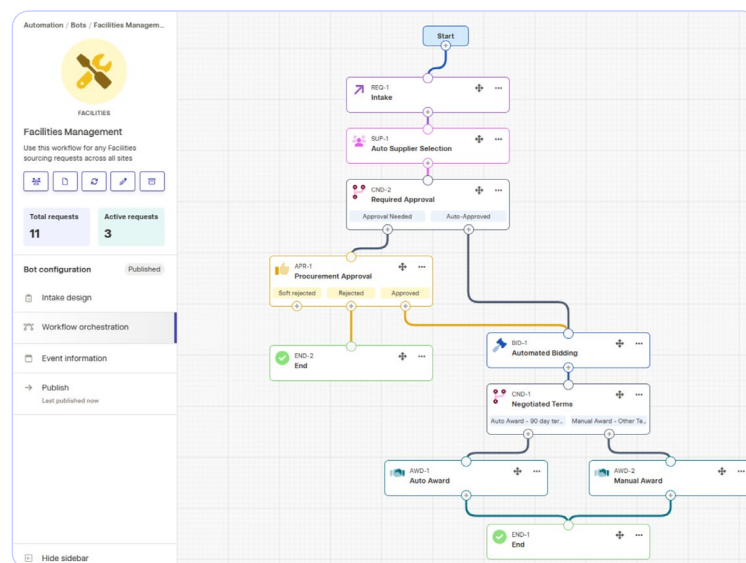 Automation / Bots / Facilities Managem...
FACILITIES
Facilities Management
Use this workflow for any Facilities
sourcing requests across all sites
Total requests
11
Active requests
3
Bot configuration
Published
Intake design
Workflow orchestration
Event information
Publish
Last published now
Hide sidebar
Start
REQ-1
Intake
SUP-1
Auto Supplier Selection
CND-2
Required Approval
Approval Needed
Auto-Approved
APR-1
Procurement Approval
Soft rejected
Rejected
Approved
END-2
End
BID-1
Automated Bidding
CND-1
Negotiated Terms
Auto Award - 90 day ter...
Manual Award - Other Te...
AWD-1
Auto Award
AWD-2
Manual Award
END-1
End